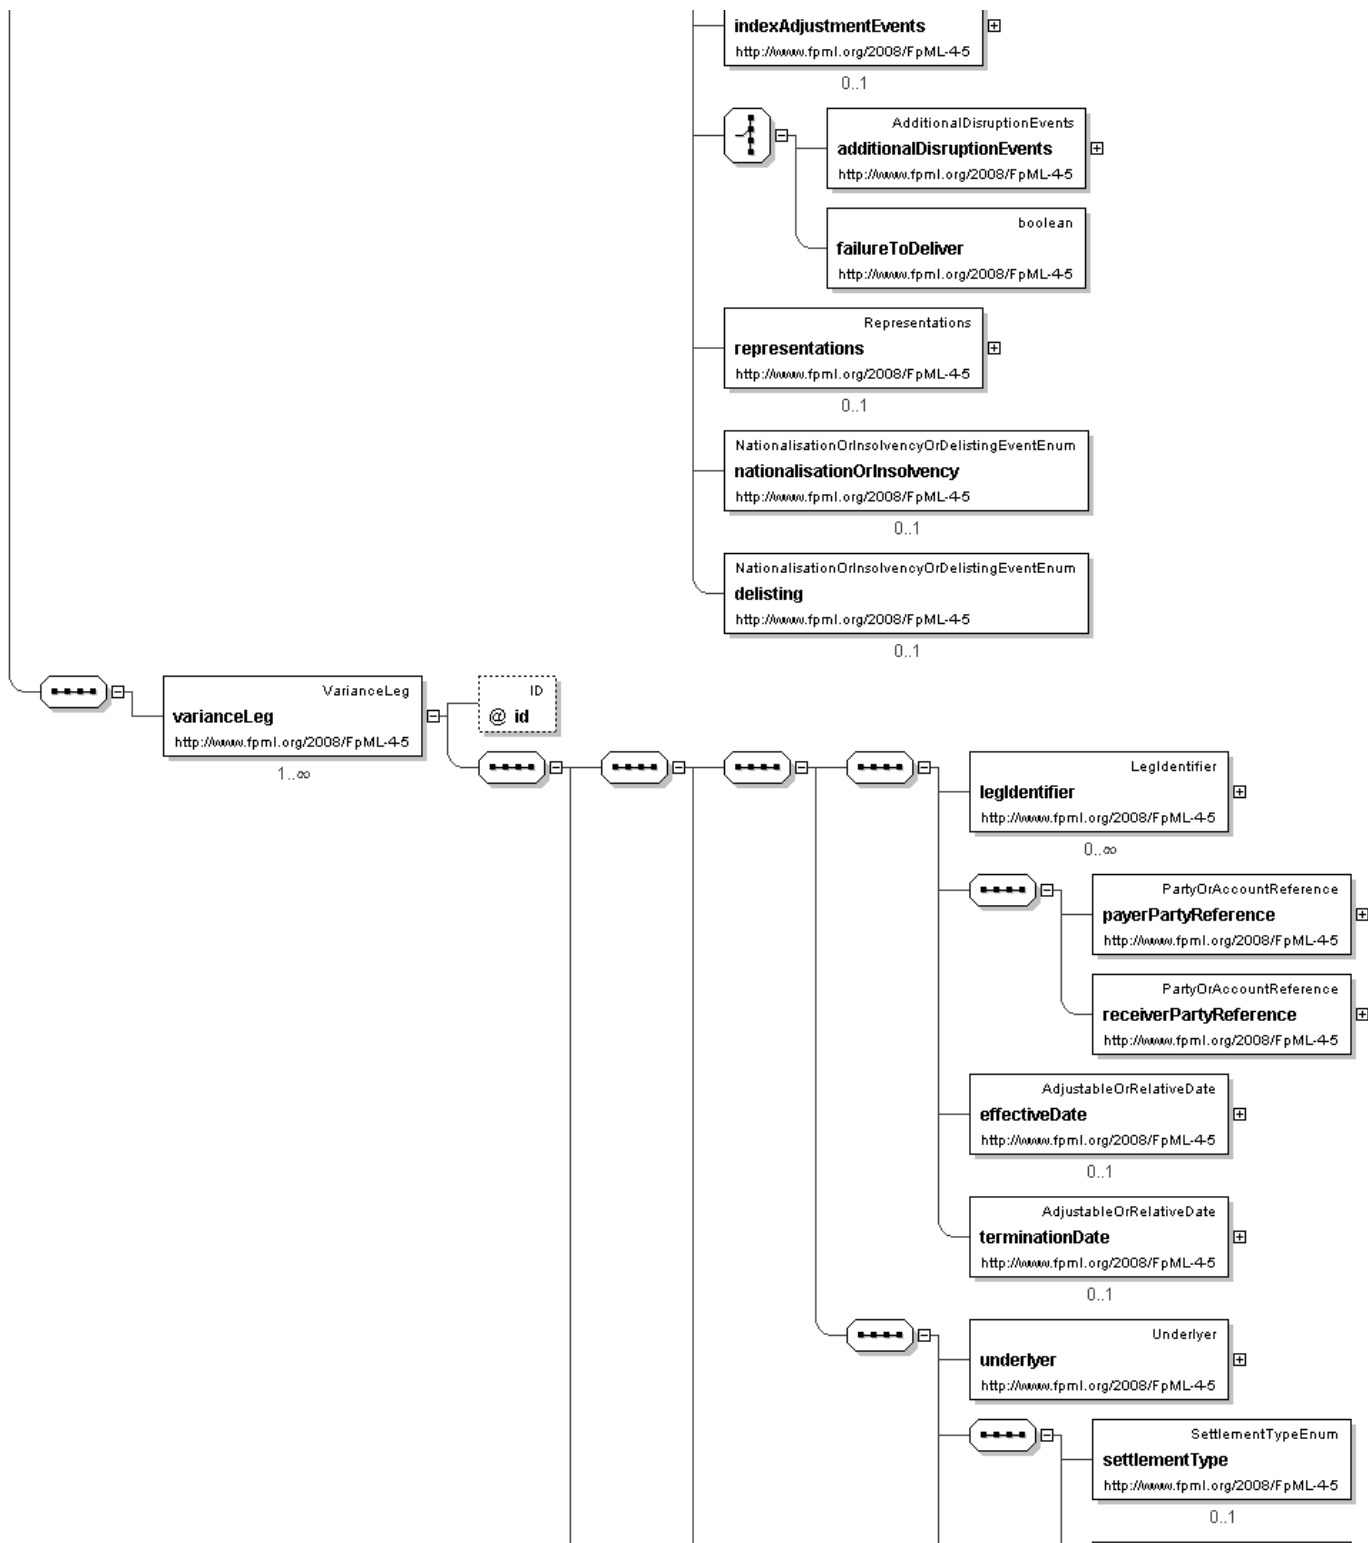 indexAdjustmentEvents
http://www.fpml.org/2008/FpML-4-5
0..1
AdditionalDisruptionEvents
additionalDisruptionEvents
http://www.fpml.org/2008/FpML-4-5
boolean
failureToDeliver
http://www.fpml.org/2008/FpML-4-5
Representations
representations
http://www.fpml.org/2008/FpML-4-5
0..1
NationalisationOrInsolvencyOrDelistingEventEnum
nationalisationOrInsolvency
http://www.fpml.org/2008/FpML-4-5
0..1
NationalisationOrInsolvencyOrDelistingEventEnum
delisting
http://www.fpml.org/2008/FpML-4-5
0..1
VarianceLeg
varianceLeg
http://www.fpml.org/2008/FpML-4-5
1..∞
ID
@ id
LegIdentifier
legIdentifier
http://www.fpml.org/2008/FpML-4-5
0..∞
PartyOrAccountReference
payerPartyReference
http://www.fpml.org/2008/FpML-4-5
PartyOrAccountReference
receiverPartyReference
http://www.fpml.org/2008/FpML-4-5
AdjustableOrRelativeDate
effectiveDate
http://www.fpml.org/2008/FpML-4-5
0..1
AdjustableOrRelativeDate
terminationDate
http://www.fpml.org/2008/FpML-4-5
0..1
Underlyer
underlyer
http://www.fpml.org/2008/FpML-4-5
SettlementTypeEnum
settlementType
http://www.fpml.org/2008/FpML-4-5
0..1